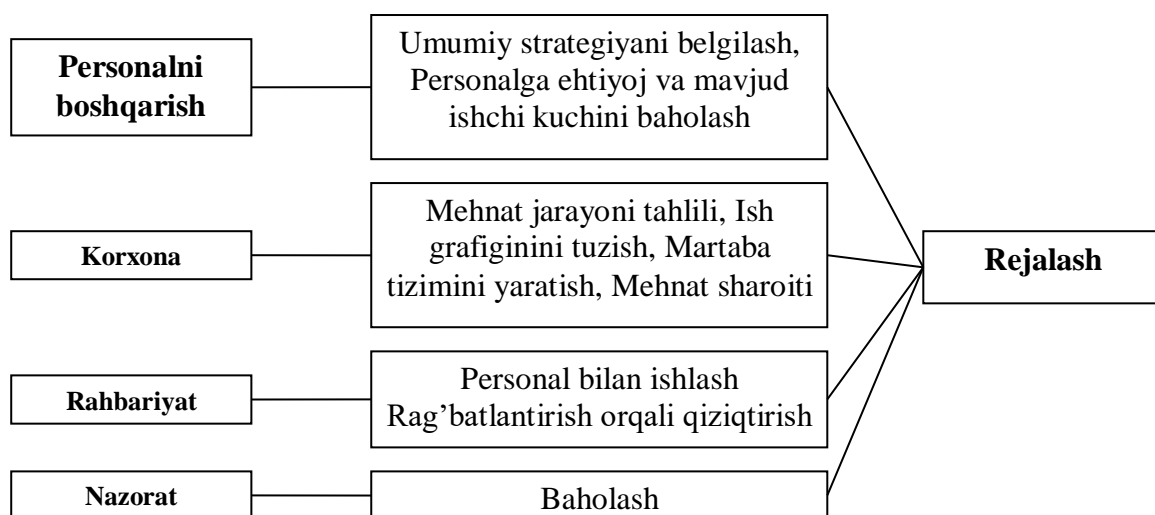 Personalni
boshqarish
Umumiy strategiyani belgilash,
Personalga ehtiyoj va mavjud
ishchi kuchini baholash
Korxona
Mehnat jarayoni tahlili, Ish
grafiginini tuzish, Martaba
tizimini yaratish, Mehnat sharoiti
Rejalash
Rahbariyat
Personal bilan ishlash
Rag’batlantirish orqali qiziqtirish
Nazorat
Baholash